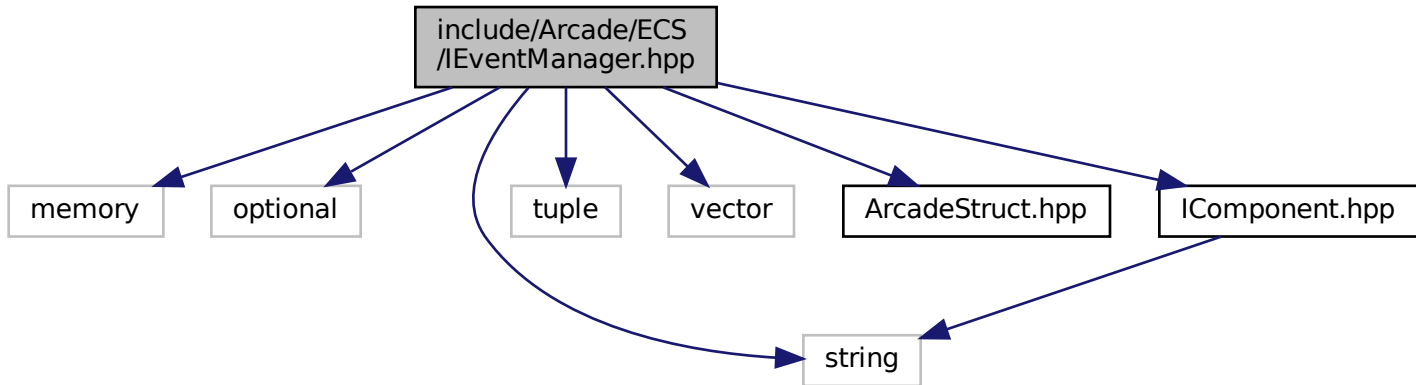 include/Arcade/ECS
/IEventManager.hpp
memory
optional
tuple
vector
ArcadeStruct.hpp
IComponent.hpp
string